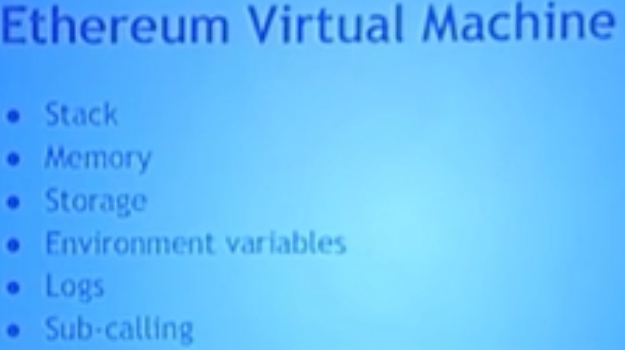 Ethereum Virtual Machine
• Stack
• Memory
• Storage
• Environment variables
• Logs
• Sub-calling